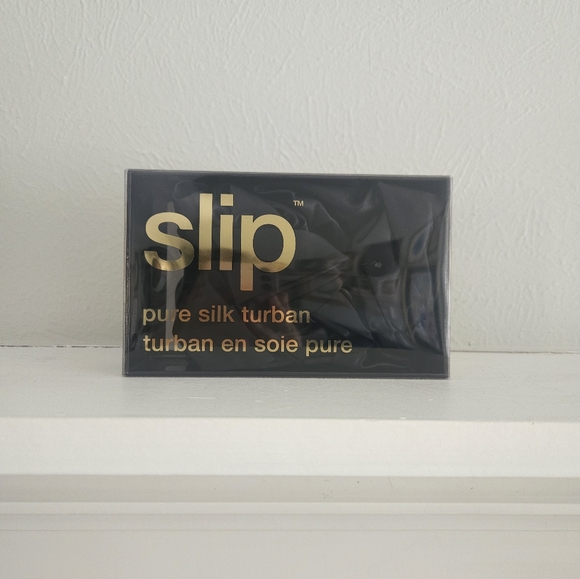 slip™
pure silk turban
turban en soie pure